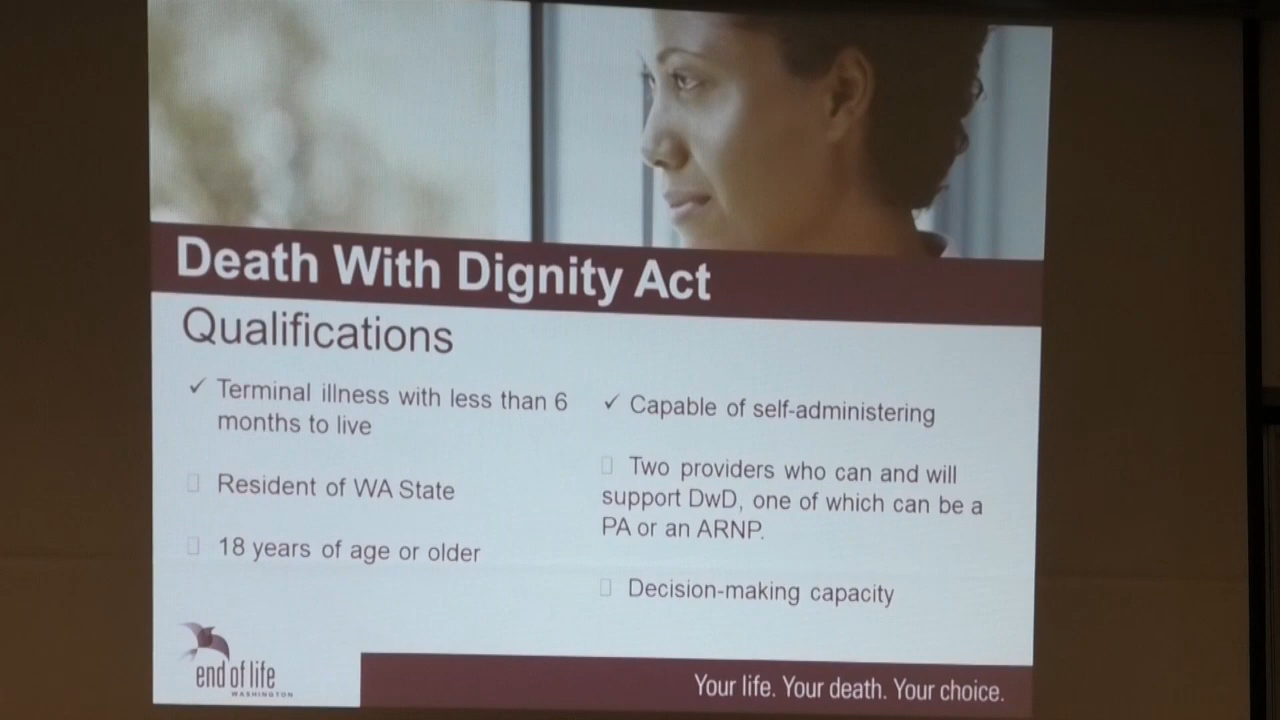 Death With Dignity Act
Qualifications
✓ Terminal illness with less than 6
months to live
Resident of WA State
18 years of age or older
✓ Capable of self-administering
Two providers who can and will
support DwD, one of which can be a
PA or an ARNP.
Decision-making capacity
end of life
WASHINGTON
Your life. Your death. Your choice.